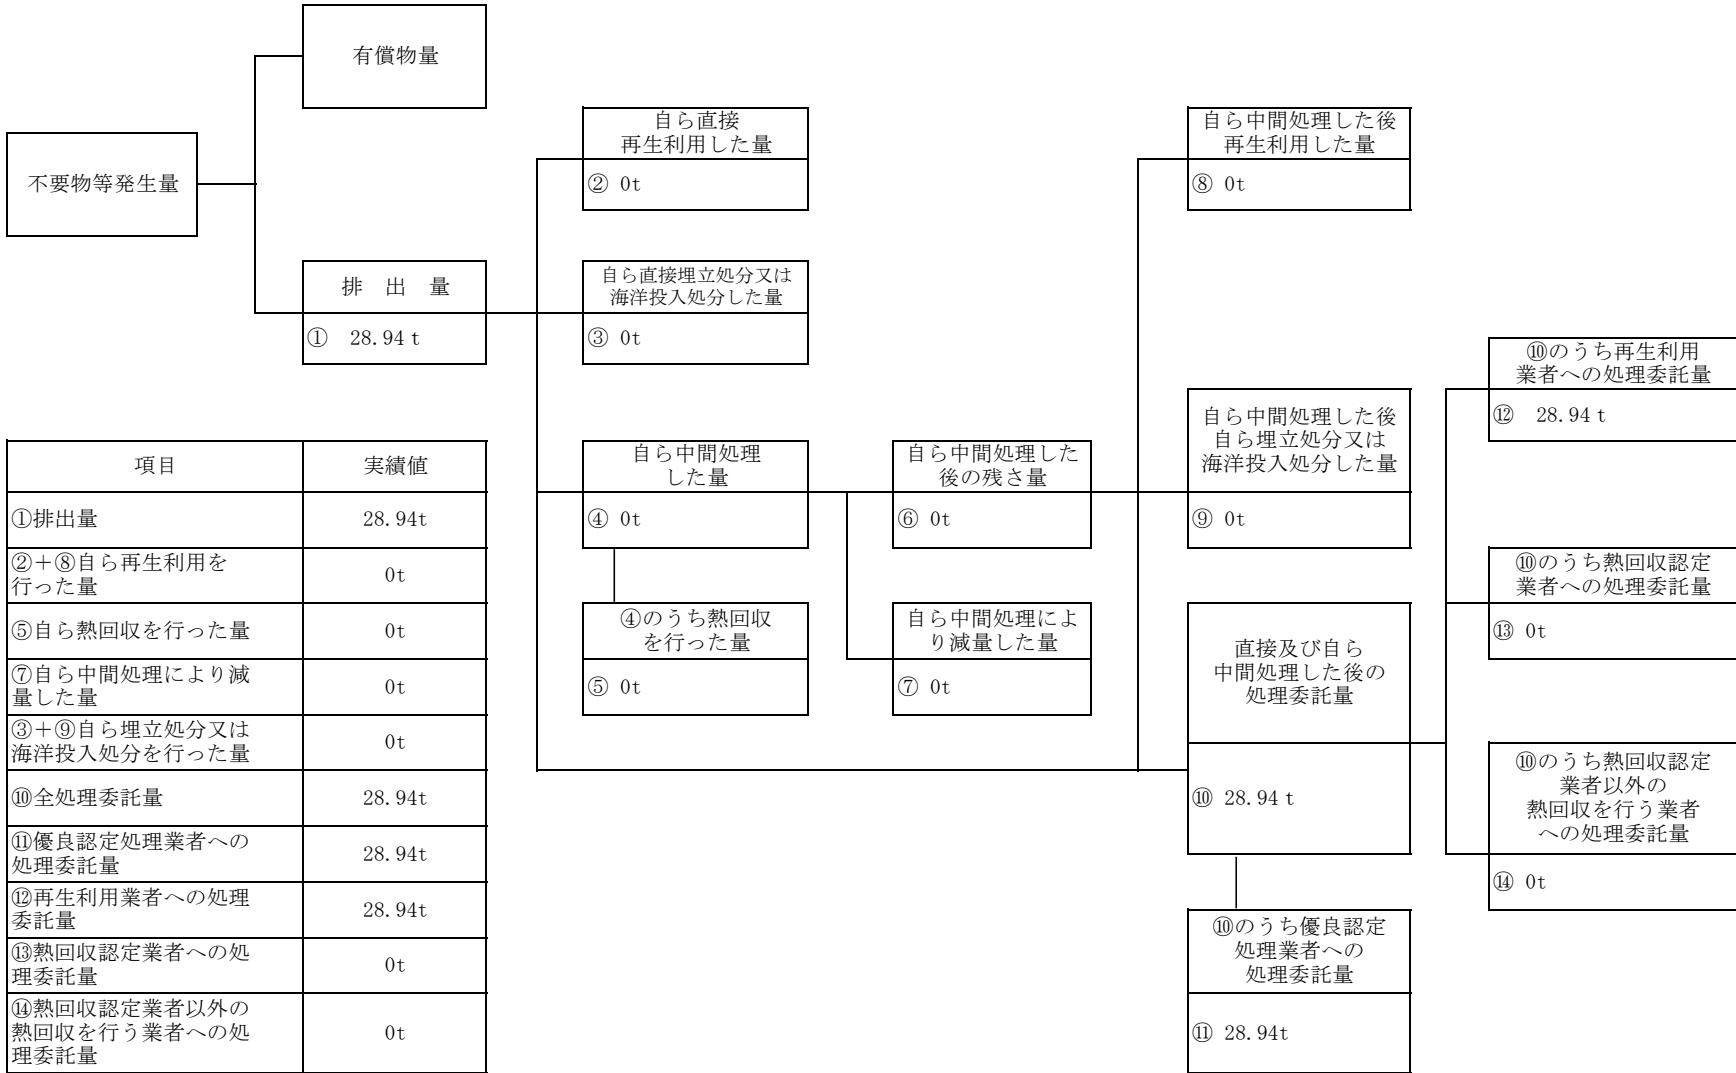 有償物量
不要物等発生量
排 出 量
① 28.94 t
自ら直接
再生利用した量
② 0t
自ら直接埋立処分又は
海洋投入処分した量
③ 0t
自ら中間処理
した量
④ 0t
④のうち熱回収
を行った量
⑤ 0t
自ら中間処理した
後の残さ量
⑥ 0t
自ら中間処理によ
り減量した量
⑦ 0t
自ら中間処理した後
再生利用した量
⑧ 0t
自ら中間処理した後
自ら埋立処分又は
海洋投入処分した量
⑨ 0t
直接及び自ら
中間処理した後の
処理委託量
⑩ 28.94 t
⑩のうち優良認定
処理業者への
処理委託量
⑪ 28.94t
⑩のうち再生利用
業者への処理委託量
⑫ 28.94 t
⑩のうち熱回収認定
業者への処理委託量
⑬ 0t
⑩のうち熱回収認定
業者以外の
熱回収を行う業者
への処理委託量
⑭ 0t
項目 実績値
①排出量 28.94t
②＋⑧自ら再生利用を
行った量 0t
⑤自ら熱回収を行った量 0t
⑦自ら中間処理により減
量した量 0t
③＋⑨自ら埋立処分又は
海洋投入処分を行った量 0t
⑩全処理委託量 28.94t
⑪優良認定処理業者への
処理委託量 28.94t
⑫再生利用業者への処理
委託量 28.94t
⑬熱回収認定業者への処
理委託量 0t
⑭熱回収認定業者以外の
熱回収を行う業者への処 0t
理委託量